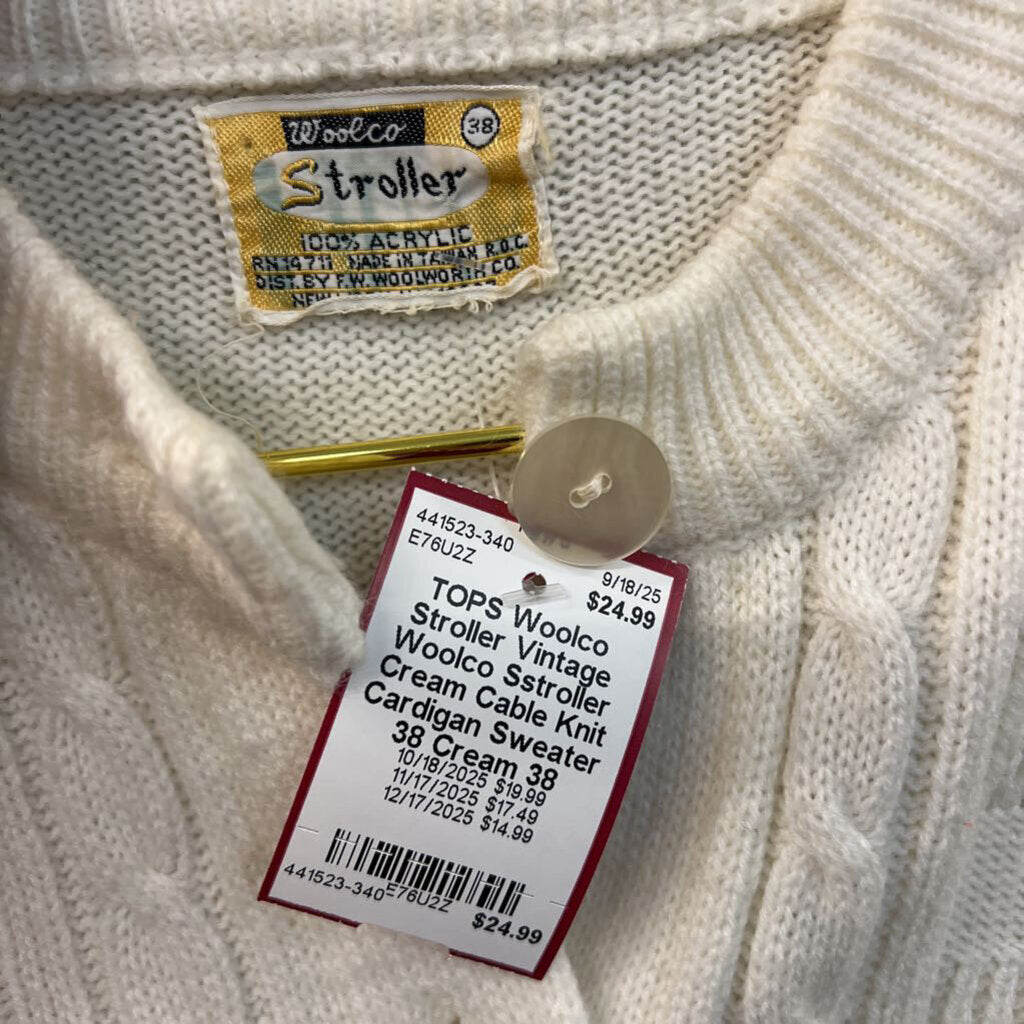 Woolco
38
Stroller
100% ACRYLIC
MADE IN TAIWAN R.O.C.
DIST. BY F.W. WOOLWORTH CO.
441523-340
E76U2Z
9/18/25
$24.99
TOPS Woolco
Stroller Vintage
Woolco Sstroller
Cream Cable Knit
Cardigan Sweater
38 Cream 38
10/18/2025 $19.99
11/17/2025 $17.49
12/17/2025 $14.99
441523-340 E76U2Z
$24.99